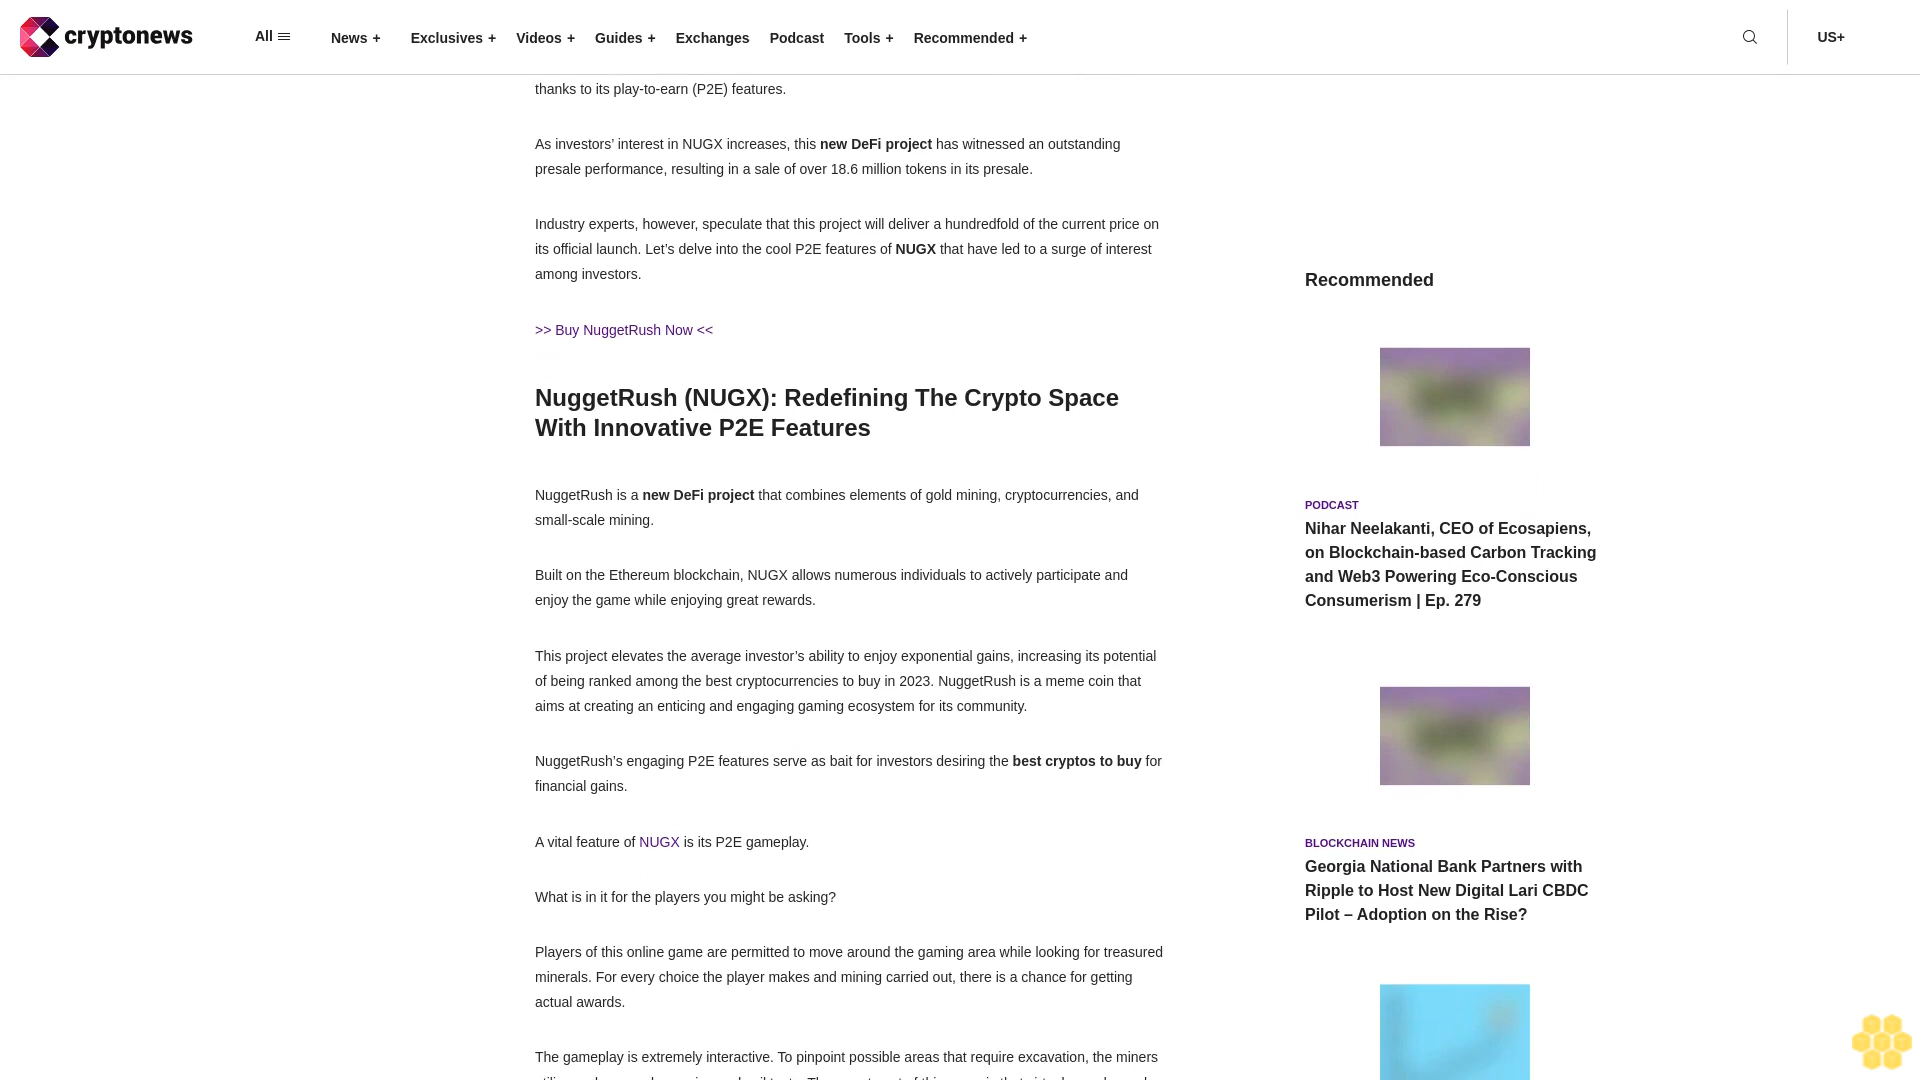 cryptonews
All
News +
Exclusives +
Videos +
Guides +
Exchanges
Podcast
Tools +
Recommended +
US+
thanks to its play-to-earn (P2E) features.
As investors’ interest in NUGX increases, this new DeFi project has witnessed an outstanding
presale performance, resulting in a sale of over 18.6 million tokens in its presale.
Industry experts, however, speculate that this project will deliver a hundredfold of the current price on
its official launch. Let’s delve into the cool P2E features of NUGX that have led to a surge of interest
among investors.
>> Buy NuggetRush Now <<
NuggetRush (NUGX): Redefining The Crypto Space
With Innovative P2E Features
NuggetRush is a new DeFi project that combines elements of gold mining, cryptocurrencies, and
small-scale mining.
Built on the Ethereum blockchain, NUGX allows numerous individuals to actively participate and
enjoy the game while enjoying great rewards.
This project elevates the average investor’s ability to enjoy exponential gains, increasing its potential
of being ranked among the best cryptocurrencies to buy in 2023. NuggetRush is a meme coin that
aims at creating an enticing and engaging gaming ecosystem for its community.
NuggetRush’s engaging P2E features serve as bait for investors desiring the best cryptos to buy for
financial gains.
A vital feature of NUGX is its P2E gameplay.
What is in it for the players you might be asking?
Players of this online game are permitted to move around the gaming area while looking for treasured
minerals. For every choice the player makes and mining carried out, there is a chance for getting
actual awards.
The gameplay is extremely interactive. To pinpoint possible areas that require excavation, the miners
Recommended
PODCAST
Nihar Neelakanti, CEO of Ecosapiens,
on Blockchain-based Carbon Tracking
and Web3 Powering Eco-Conscious
Consumerism | Ep. 279
BLOCKCHAIN NEWS
Georgia National Bank Partners with
Ripple to Host New Digital Lari CBDC
Pilot – Adoption on the Rise?